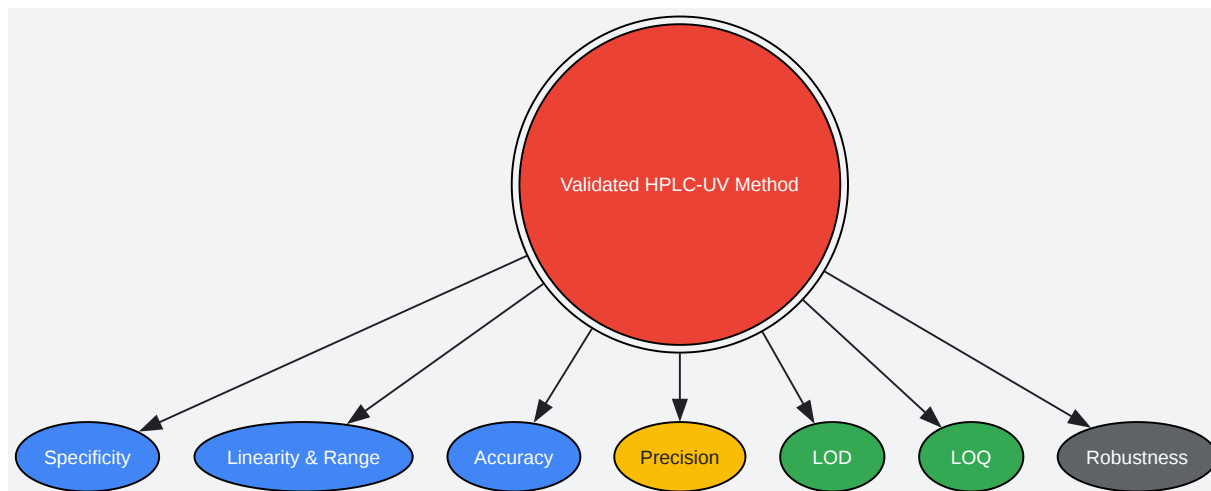 Validated HPLC-UV Method
Specificity
Linearity & Range
Accuracy
Precision
LOD
LOQ
Robustness